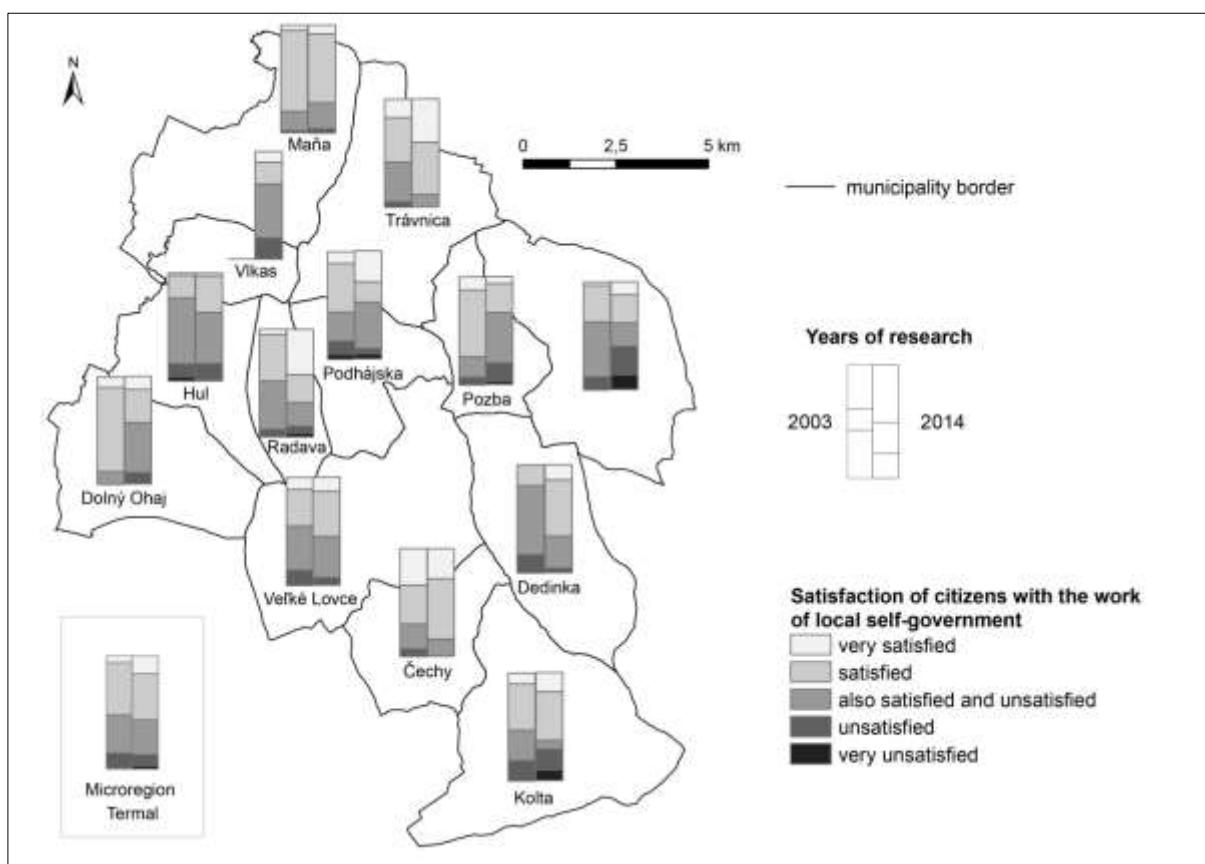 N
Maňa
0 2,5 5 km
municipality border
Trávnica
Vlkas
Years of research
Podhájska
Hul
Pozba
2003 2014
Radava
Dolný Ohaj
Dedinka
Veľké Lovce
Satisfaction of citizens with the work
of local self-government
very satisfied
satisfied
also satisfied and unsatisfied
unsatisfied
very unsatisfied
Čechy
Kolta
Microregion
Termal